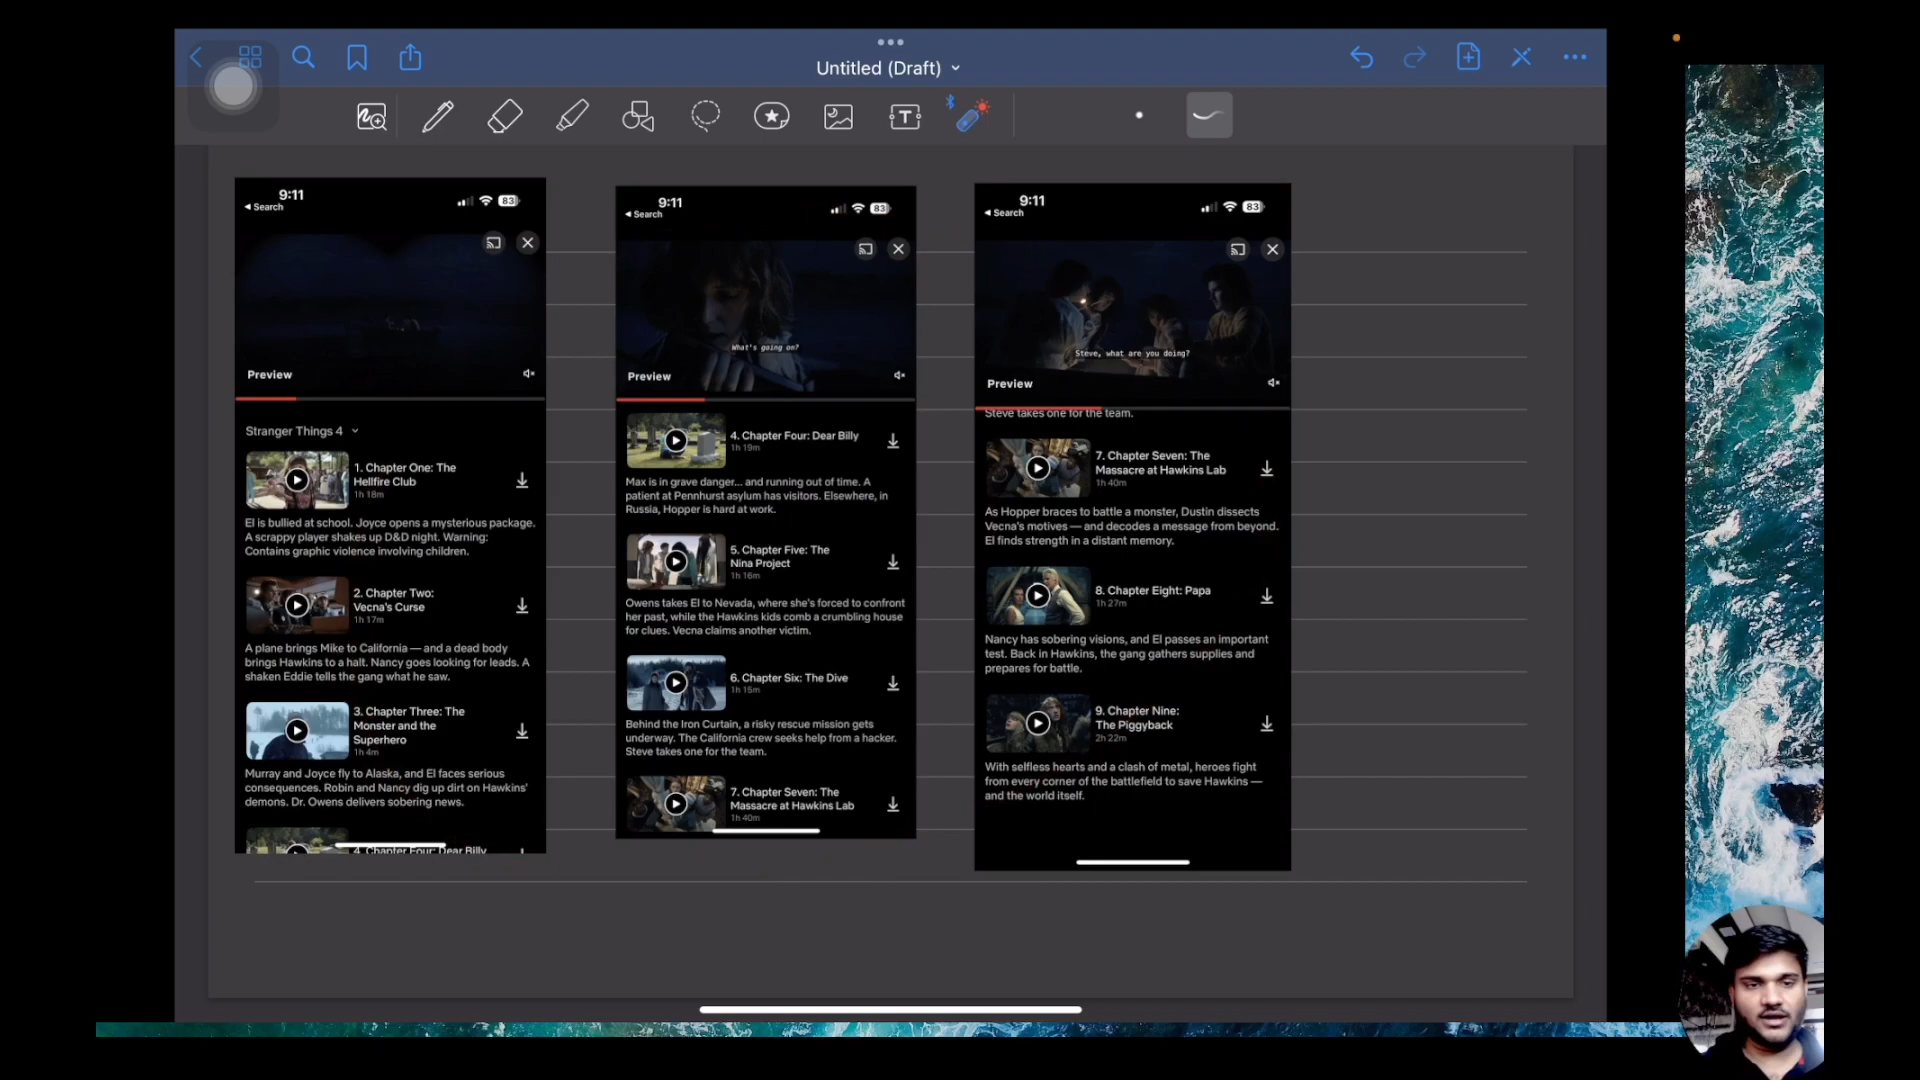 Untitled (Draft)
T
9:11
83
Search
Preview
Stranger Things 4
1. Chapter One: The
Hellfire Club
1h 18m
El is bullied at school. Joyce opens a mysterious package.
A scrappy player shakes up D&D night. Warning:
Contains graphic violence involving children.
2. Chapter Two:
Vecna's Curse
1h 17m
A plane brings Mike to California — and a dead body
brings Hawkins to a halt. Nancy goes looking for leads. A
shaken Eddie tells the gang what he saw.
3. Chapter Three: The
Monster and the
Superhero
1h 4m
Murray and Joyce fly to Alaska, and El faces serious
consequences. Robin and Nancy dig up dirt on Hawkins'
demons. Dr. Owens delivers sobering news.
4. Chapter Four: Dear Billy
9:11
83
Search
What's going on?
Preview
4. Chapter Four: Dear Billy
1h 19m
Max is in grave danger... and running out of time. A
patient at Pennhurst asylum has visitors. Elsewhere, in
Russia, Hopper is hard at work.
5. Chapter Five: The
Nina Project
1h 16m
Owens takes El to Nevada, where she's forced to confront
her past, while the Hawkins kids comb a crumbling house
for clues. Vecna claims another victim.
6. Chapter Six: The Dive
1h 15m
Behind the Iron Curtain, a risky rescue mission gets
underway. The California crew seeks help from a hacker.
Steve takes one for the team.
7. Chapter Seven: The
Massacre at Hawkins Lab
1h 40m
9:11
83
Search
Steve, what are you doing?
Preview
Steve takes one for the team.
7. Chapter Seven: The
Massacre at Hawkins Lab
1h 40m
As Hopper braces to battle a monster, Dustin dissects
Vecna's motives — and decodes a message from beyond.
El finds strength in a distant memory.
8. Chapter Eight: Papa
1h 27m
Nancy has sobering visions, and El passes an important
test. Back in Hawkins, the gang gathers supplies and
prepares for battle.
9. Chapter Nine:
The Piggyback
2h 22m
With selfless hearts and a clash of metal, heroes fight
from every corner of the battlefield to save Hawkins —
and the world itself.